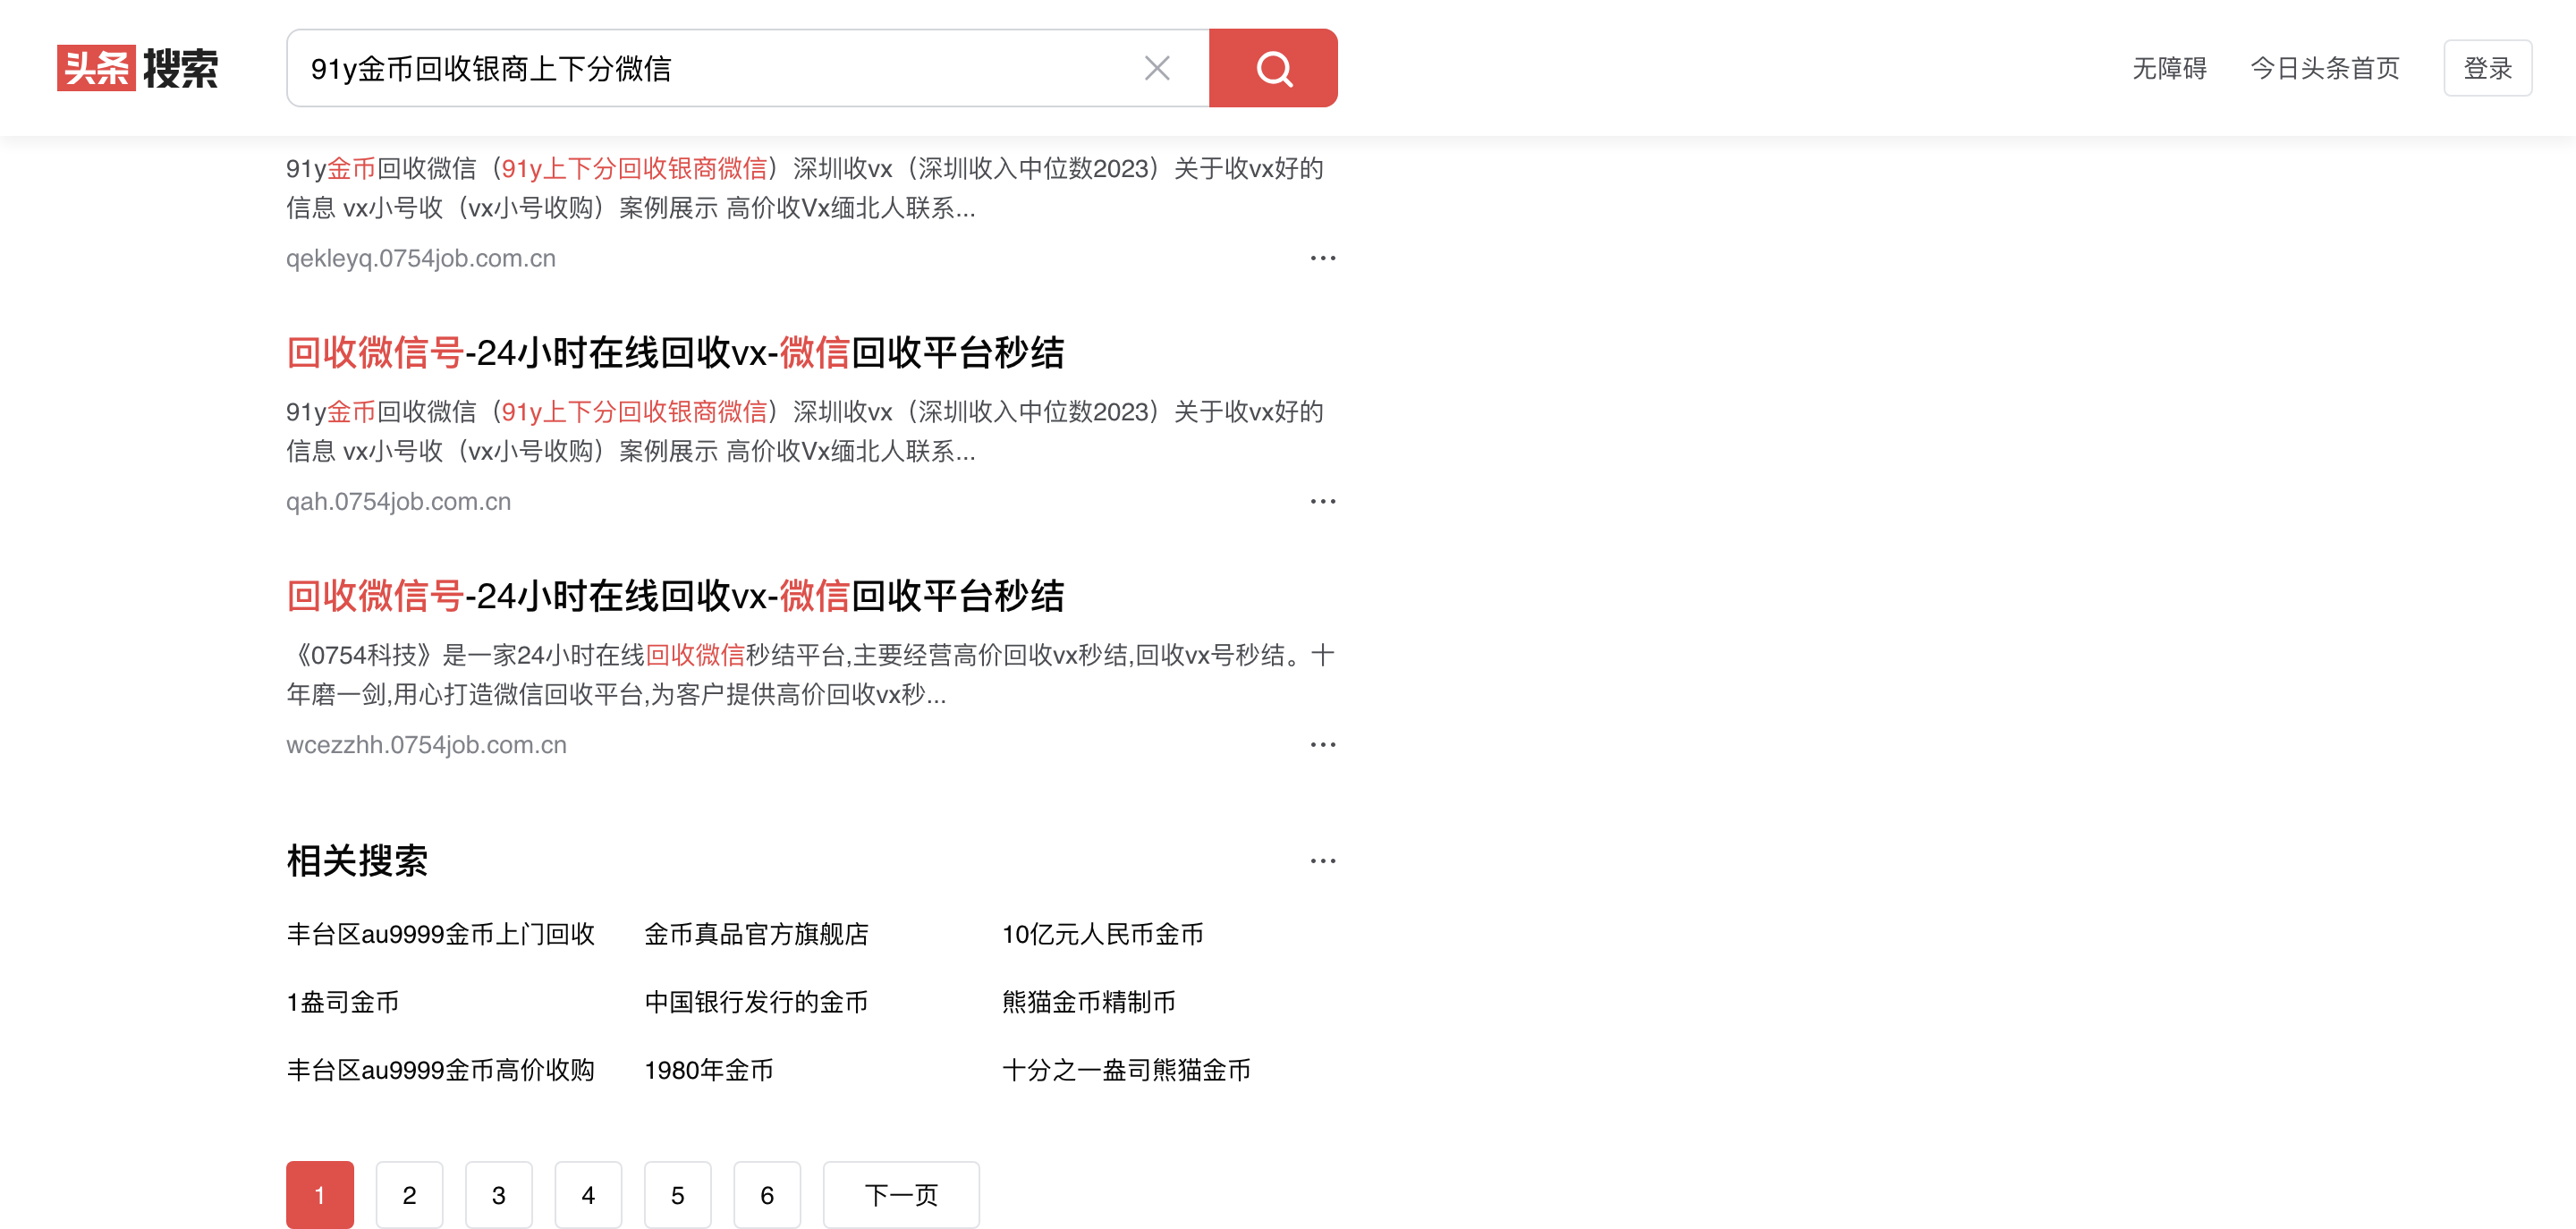 头条 搜索
91y金币回收银商上下分微信
无障碍
今日头条首页
登录
91y金币回收微信（91y上下分回收银商微信）深圳收vx（深圳收入中位数2023）关于收vx好的
信息 vx小号收（vx小号收购）案例展示 高价收Vx缅北人联系...
qekleyq.0754job.com.cn
回收微信号-24小时在线回收vx-微信回收平台秒结
91y金币回收微信（91y上下分回收银商微信）深圳收vx（深圳收入中位数2023）关于收vx好的
信息 vx小号收（vx小号收购）案例展示 高价收Vx缅北人联系...
qah.0754job.com.cn
回收微信号-24小时在线回收vx-微信回收平台秒结
《0754科技》是一家24小时在线回收微信秒结平台,主要经营高价回收vx秒结,回收vx号秒结。十
年磨一剑,用心打造微信回收平台,为客户提供高价回收vx秒...
wcezzhh.0754job.com.cn
相关搜索
丰台区au9999金币上门回收
金币真品官方旗舰店
10亿元人民币金币
1盎司金币
中国银行发行的金币
熊猫金币精制币
丰台区au9999金币高价收购
1980年金币
十分之一盎司熊猫金币
1 2 3 4 5 6 下一页